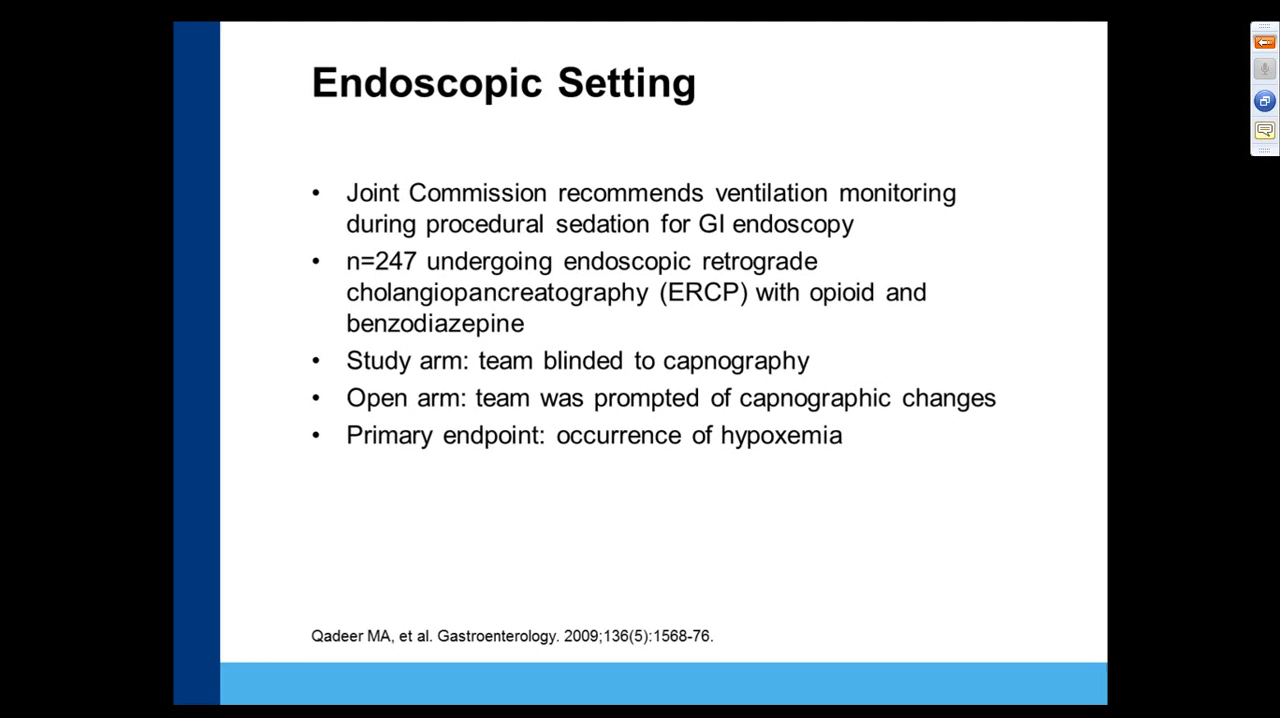 Endoscopic Setting
• Joint Commission recommends ventilation monitoring
during procedural sedation for GI endoscopy
• n=247 undergoing endoscopic retrograde
cholangiopancreatography (ERCP) with opioid and
benzodiazepine
• Study arm: team blinded to capnography
• Open arm: team was prompted of capnographic changes
• Primary endpoint: occurrence of hypoxemia
Qadeer MA, et al. Gastroenterology. 2009;136(5):1568-76.